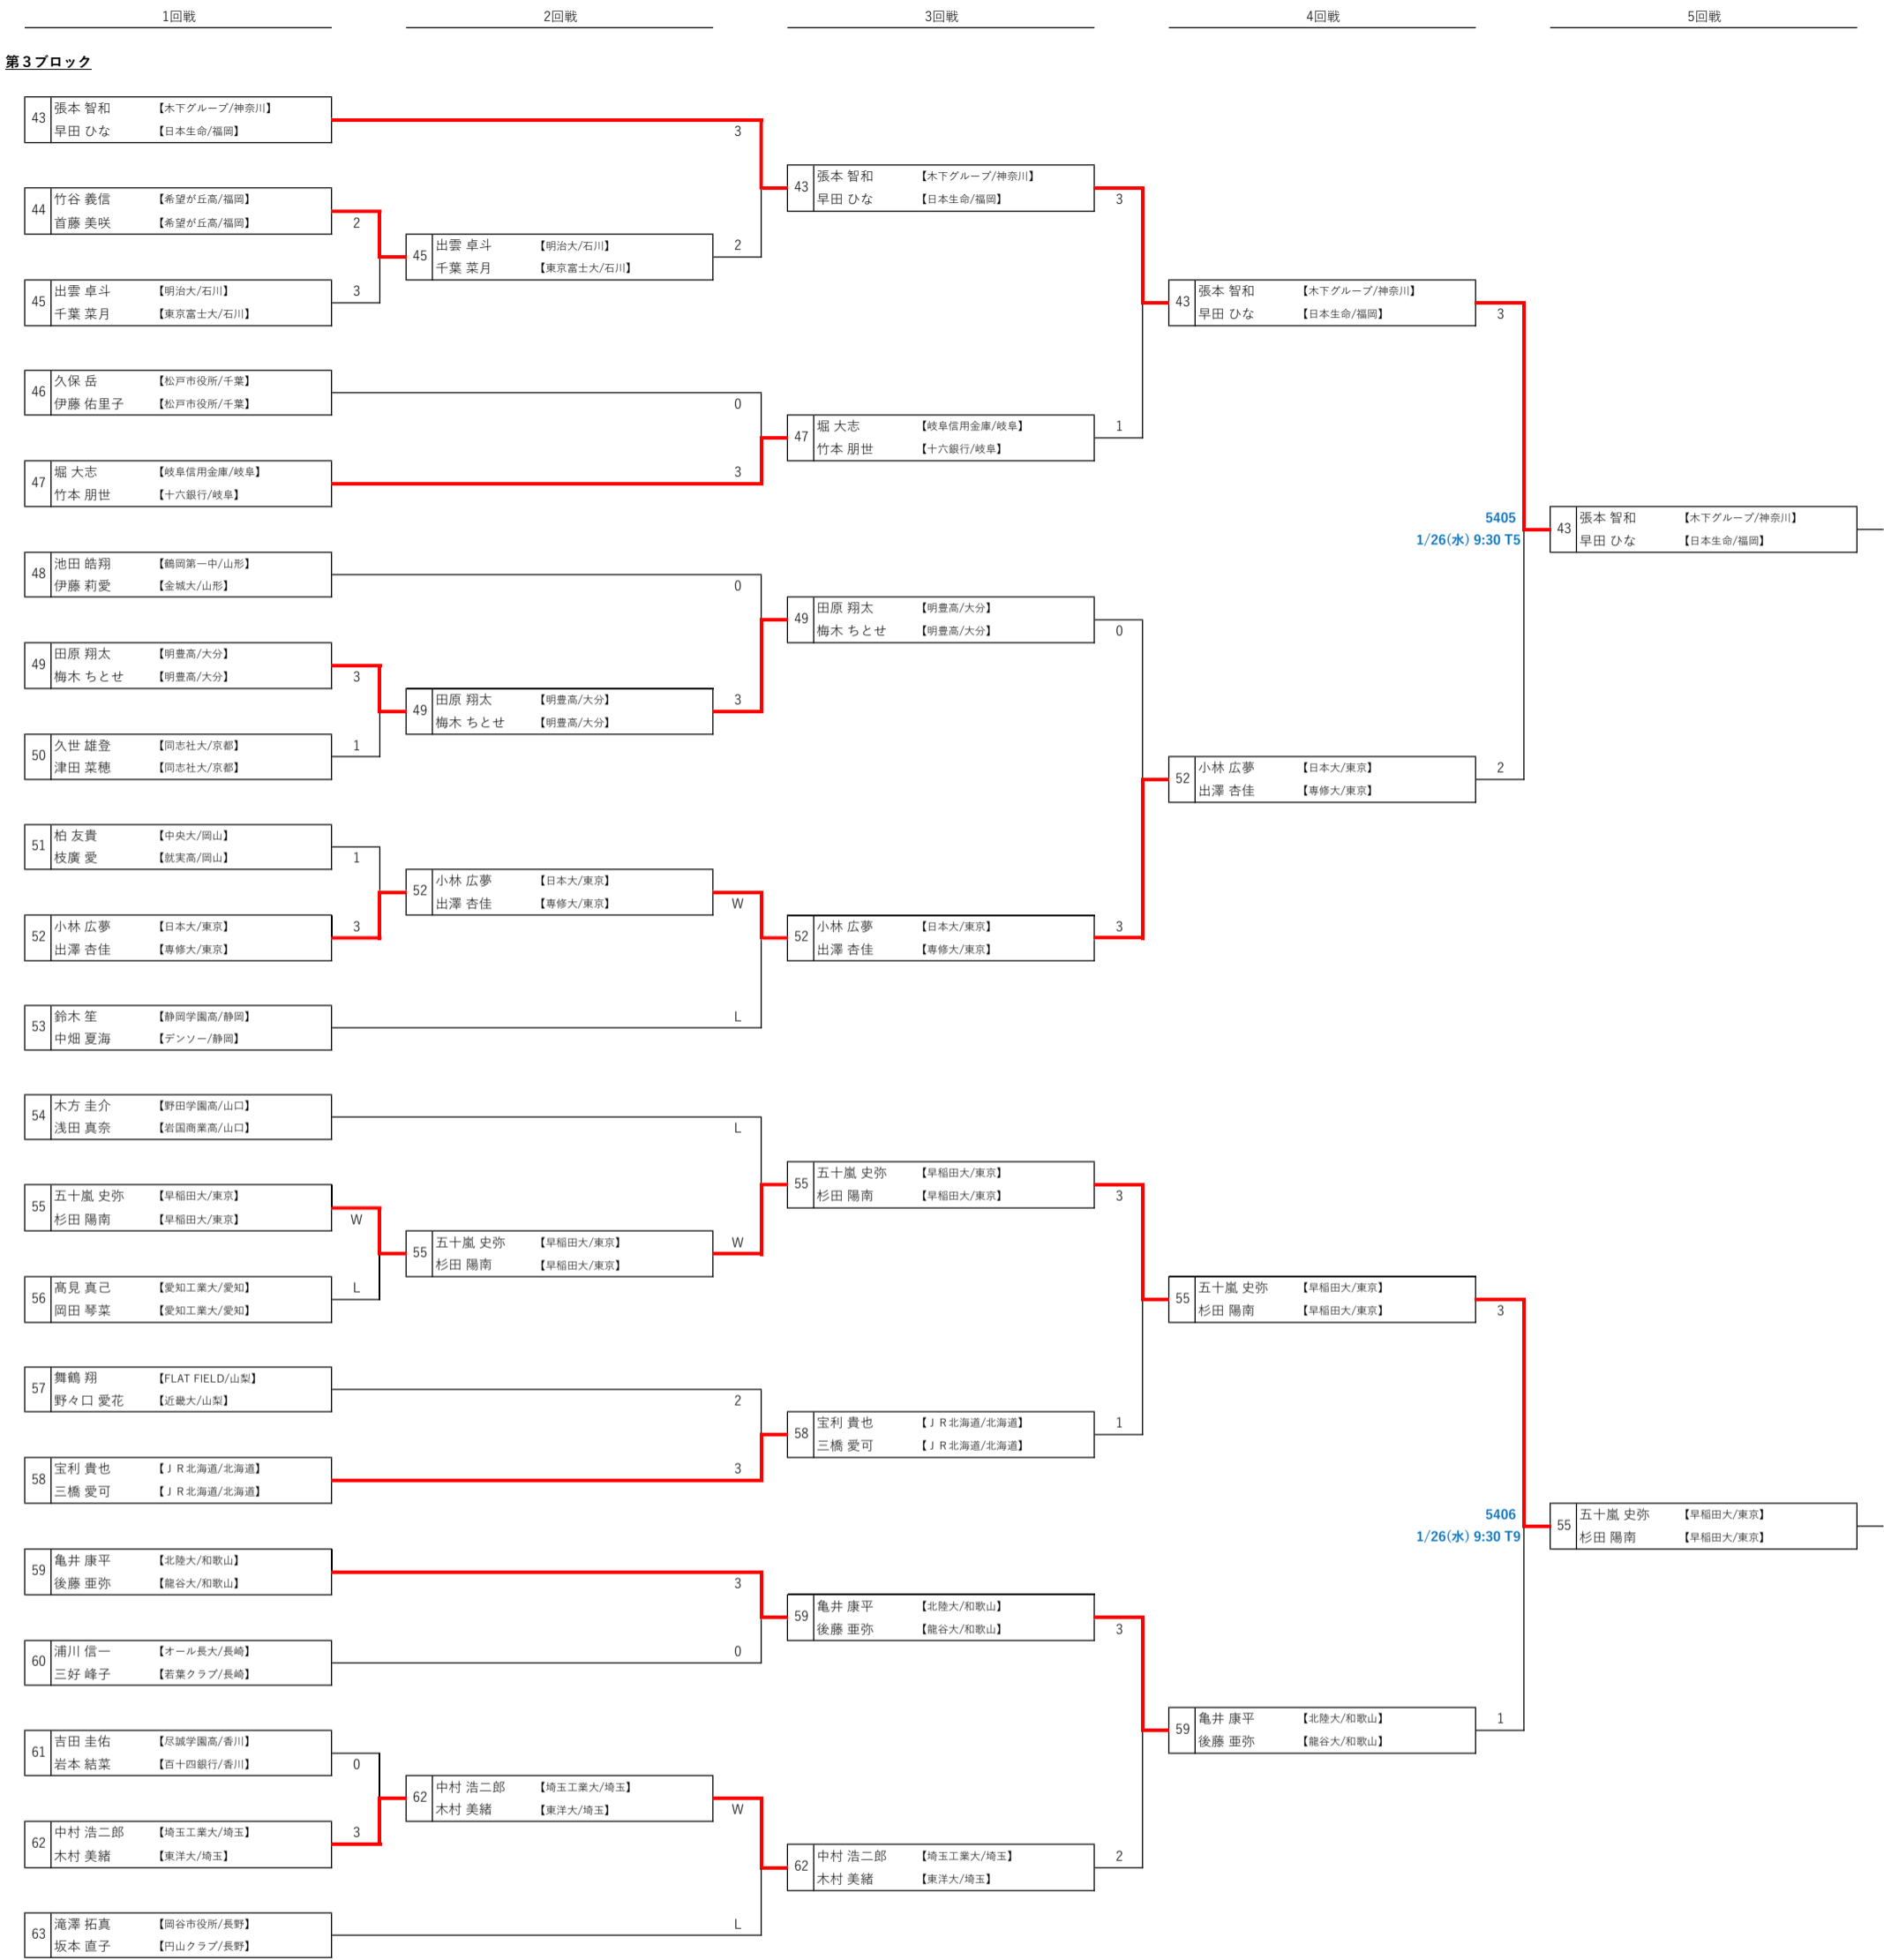 1回戦 2回戦 3回戦 4回戦 5回戦
第３ブロック
43 張本 智和 【木下グループ/神奈川】
早田 ひな 【日本生命/福岡】
3
43 張本 智和 【木下グループ/神奈川】
早田 ひな 【日本生命/福岡】
3
44 竹谷 義信 【希望が丘高/福岡】
首藤 美咲 【希望が丘高/福岡】
2
45 出雲 卓斗 【明治大/石川】
千葉 菜月 【東京富士大/石川】
2
45 出雲 卓斗 【明治大/石川】
千葉 菜月 【東京富士大/石川】
3
43 張本 智和 【木下グループ/神奈川】
早田 ひな 【日本生命/福岡】
3
46 久保 岳 【松戸市役所/千葉】
伊藤 佑里子 【松戸市役所/千葉】
0
47 堀 大志 【岐阜信用金庫/岐阜】
竹本 朋世 【十六銀行/岐阜】
1
47 堀 大志 【岐阜信用金庫/岐阜】
竹本 朋世 【十六銀行/岐阜】
3
5405
1/26(水) 9:30 T5
43 張本 智和 【木下グループ/神奈川】
早田 ひな 【日本生命/福岡】
48 池田 皓翔 【鶴岡第一中/山形】
伊藤 莉愛 【金城大/山形】
0
49 田原 翔太 【明豊高/大分】
梅木 ちとせ 【明豊高/大分】
0
49 田原 翔太 【明豊高/大分】
梅木 ちとせ 【明豊高/大分】
3
49 田原 翔太 【明豊高/大分】
梅木 ちとせ 【明豊高/大分】
3
50 久世 雄登 【同志社大/京都】
津田 菜穂 【同志社大/京都】
1
52 小林 広夢 【日本大/東京】
出澤 杏佳 【専修大/東京】
2
51 柏 友貴 【中央大/岡山】
枝廣 愛 【就実高/岡山】
1
52 小林 広夢 【日本大/東京】
出澤 杏佳 【専修大/東京】
W
52 小林 広夢 【日本大/東京】
出澤 杏佳 【専修大/東京】
3
52 小林 広夢 【日本大/東京】
出澤 杏佳 【専修大/東京】
3
53 鈴木 笙 【静岡学園高/静岡】
中畑 夏海 【デンソー/静岡】
L
54 木方 圭介 【野田学園高/山口】
浅田 真奈 【岩国商業高/山口】
L
55 五十嵐 史弥 【早稲田大/東京】
杉田 陽南 【早稲田大/東京】
3
55 五十嵐 史弥 【早稲田大/東京】
杉田 陽南 【早稲田大/東京】
W
55 五十嵐 史弥 【早稲田大/東京】
杉田 陽南 【早稲田大/東京】
W
56 髙見 真己 【愛知工業大/愛知】
岡田 琴菜 【愛知工業大/愛知】
L
55 五十嵐 史弥 【早稲田大/東京】
杉田 陽南 【早稲田大/東京】
3
57 舞鶴 翔 【FLAT FIELD/山梨】
野々口 愛花 【近畿大/山梨】
2
58 宝利 貴也 【ＪＲ北海道/北海道】
三橋 愛可 【ＪＲ北海道/北海道】
1
58 宝利 貴也 【ＪＲ北海道/北海道】
三橋 愛可 【ＪＲ北海道/北海道】
3
5406
1/26(水) 9:30 T9
55 五十嵐 史弥 【早稲田大/東京】
杉田 陽南 【早稲田大/東京】
59 亀井 康平 【北陸大/和歌山】
後藤 亜弥 【龍谷大/和歌山】
3
59 亀井 康平 【北陸大/和歌山】
後藤 亜弥 【龍谷大/和歌山】
3
60 浦川 信一 【オール長大/長崎】
三好 峰子 【若葉クラブ/長崎】
0
59 亀井 康平 【北陸大/和歌山】
後藤 亜弥 【龍谷大/和歌山】
1
61 吉田 圭佑 【尽誠学園高/香川】
岩本 結菜 【百十四銀行/香川】
0
62 中村 浩二郎 【埼玉工業大/埼玉】
木村 美緒 【東洋大/埼玉】
W
62 中村 浩二郎 【埼玉工業大/埼玉】
木村 美緒 【東洋大/埼玉】
3
62 中村 浩二郎 【埼玉工業大/埼玉】
木村 美緒 【東洋大/埼玉】
2
63 滝澤 拓真 【岡谷市役所/長野】
坂本 直子 【円山クラブ/長野】
L